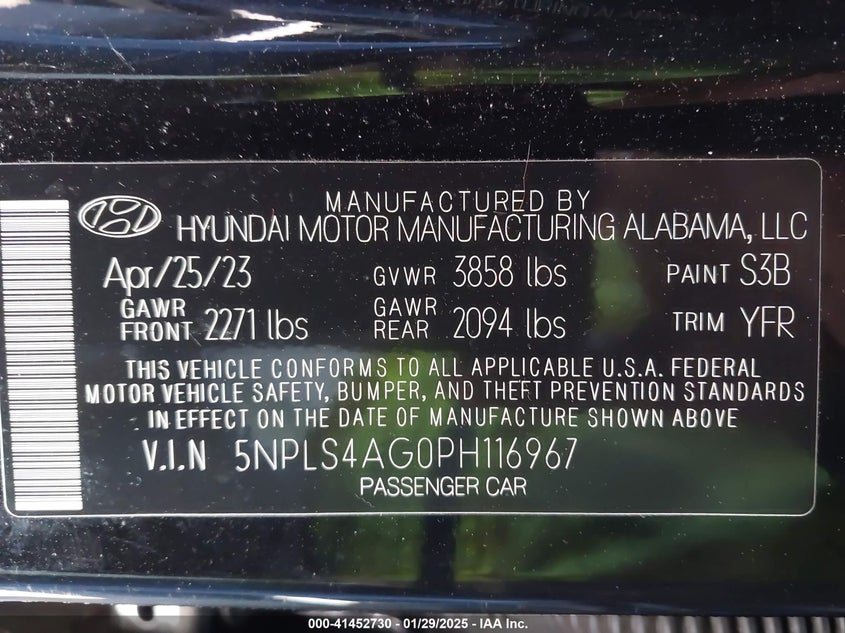 MANUFACTURED BY
HYUNDAI MOTOR MANUFACTURING ALABAMA, LLC
Apr/25/23 GVWR 3858 lbs PAINT S3B
GAWR FRONT 2271 lbs GAWR REAR 2094 lbs TRIM YFR
THIS VEHICLE CONFORMS TO ALL APPLICABLE U.S.A. FEDERAL
MOTOR VEHICLE SAFETY, BUMPER, AND THEFT PREVENTION STANDARDS
IN EFFECT ON THE DATE OF MANUFACTURE SHOWN ABOVE
V.I.N 5NPLS4AG0PH116967
PASSENGER CAR
000-41452730 - 01/29/2025 - IAA Inc.